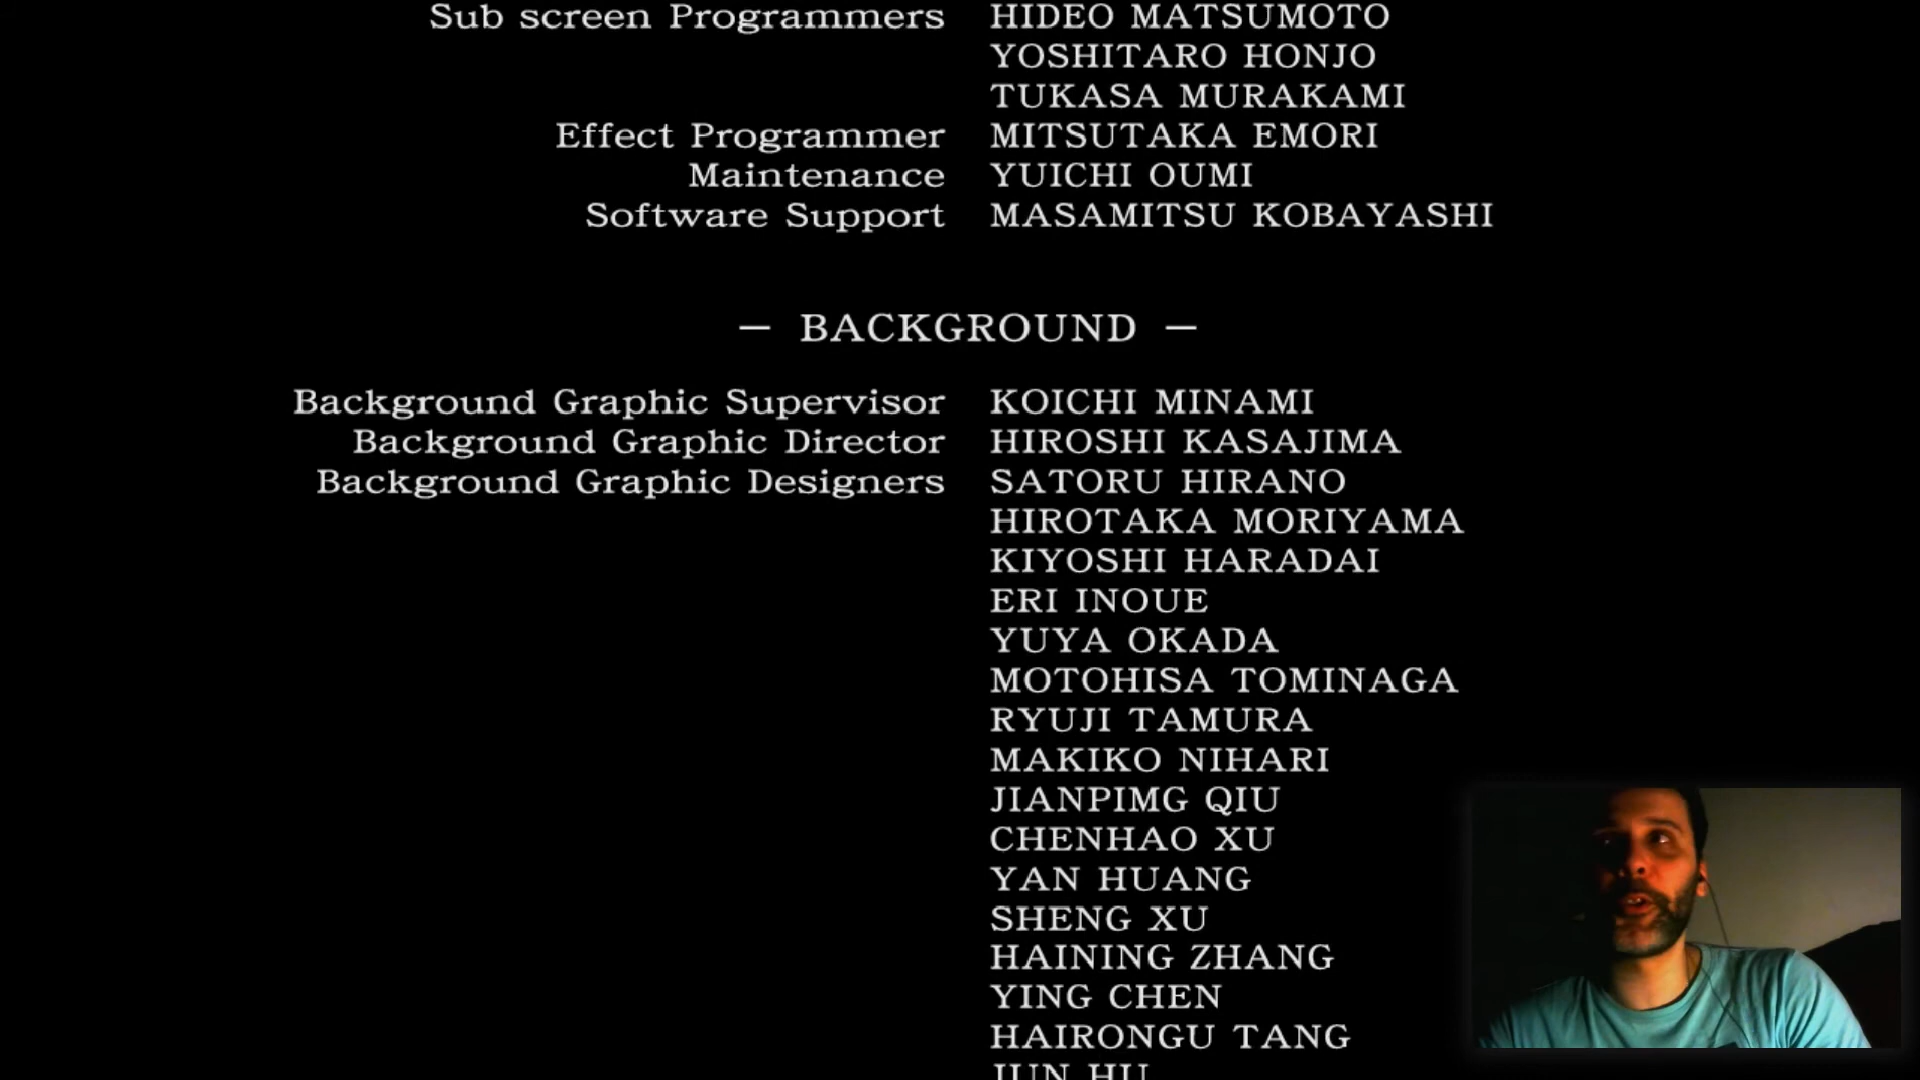 Sub screen Programmers HIDEO MATSUMOTO
YOSHITARO HONJO
TUKASA MURAKAMI
Effect Programmer MITSUTAKA EMORI
Maintenance YUICHI OUMI
Software Support MASAMITSU KOBAYASHI
— BACKGROUND —
Background Graphic Supervisor KOICHI MINAMI
Background Graphic Director HIROSHI KASAJIMA
Background Graphic Designers SATORU HIRANO
HIROTAKA MORIYAMA
KIYOSHI HARADAI
ERI INOUE
YUYA OKADA
MOTOHISA TOMINAGA
RYUJI TAMURA
MAKIKO NIHARI
JIANPIMG QIU
CHENHAO XU
YAN HUANG
SHENG XU
HAINING ZHANG
YING CHEN
HAIRONGU TANG
JUN HU